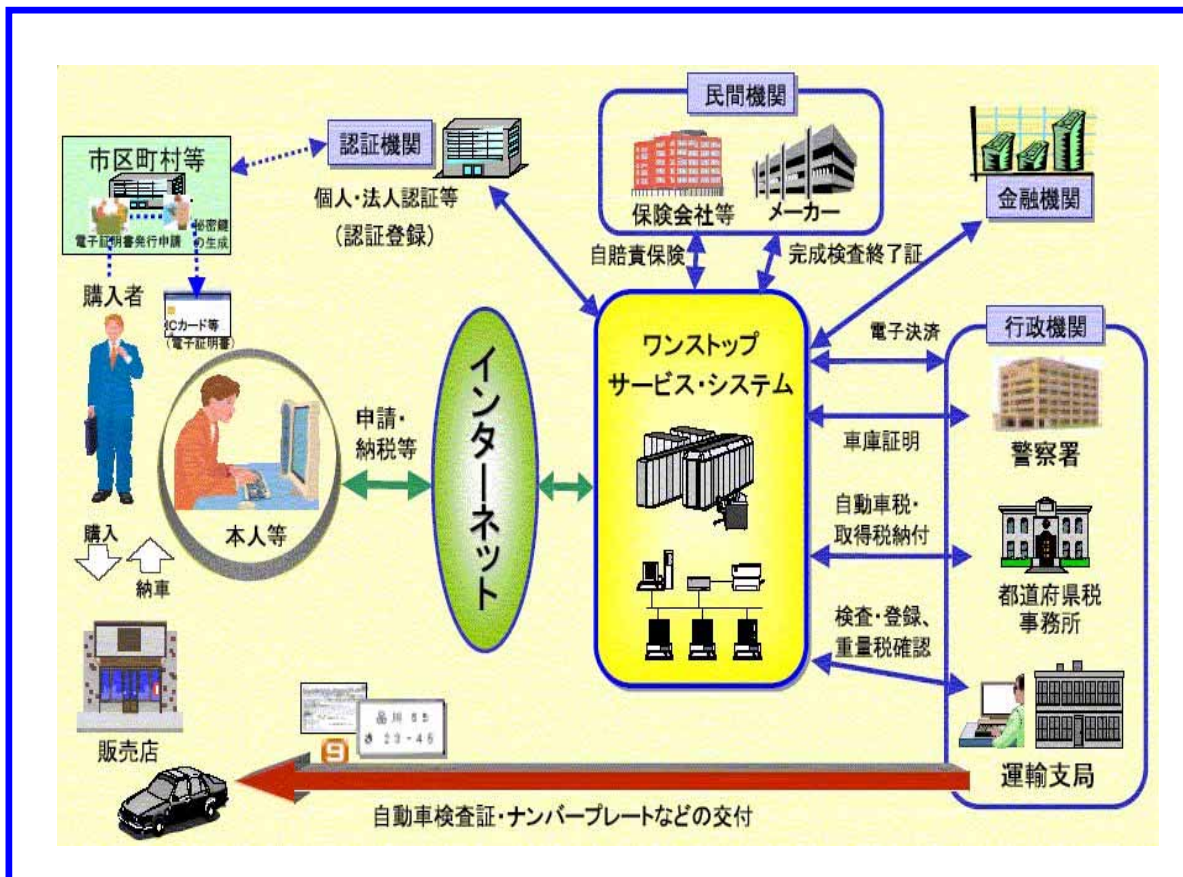 民間機関
保険会社等
メーカー
認証機関
個人・法人認証等
(認証登録)
市区町村等
電子証明書発行申請
秘密鍵
の生成
金融機関
自賠責保険
完成検査終了証
購入者
ICカード等
(電子証明書)
ワンストップ
サービス・システム
電子決済
行政機関
警察署
車庫証明
インターネット
申請・
納税等
本人等
自動車税・
取得税納付
都道府県税
事務所
購入
納車
検査・登録、
重量税確認
運輸支局
販売店
品川 55
23-46
9
自動車検査証・ナンバープレートなどの交付